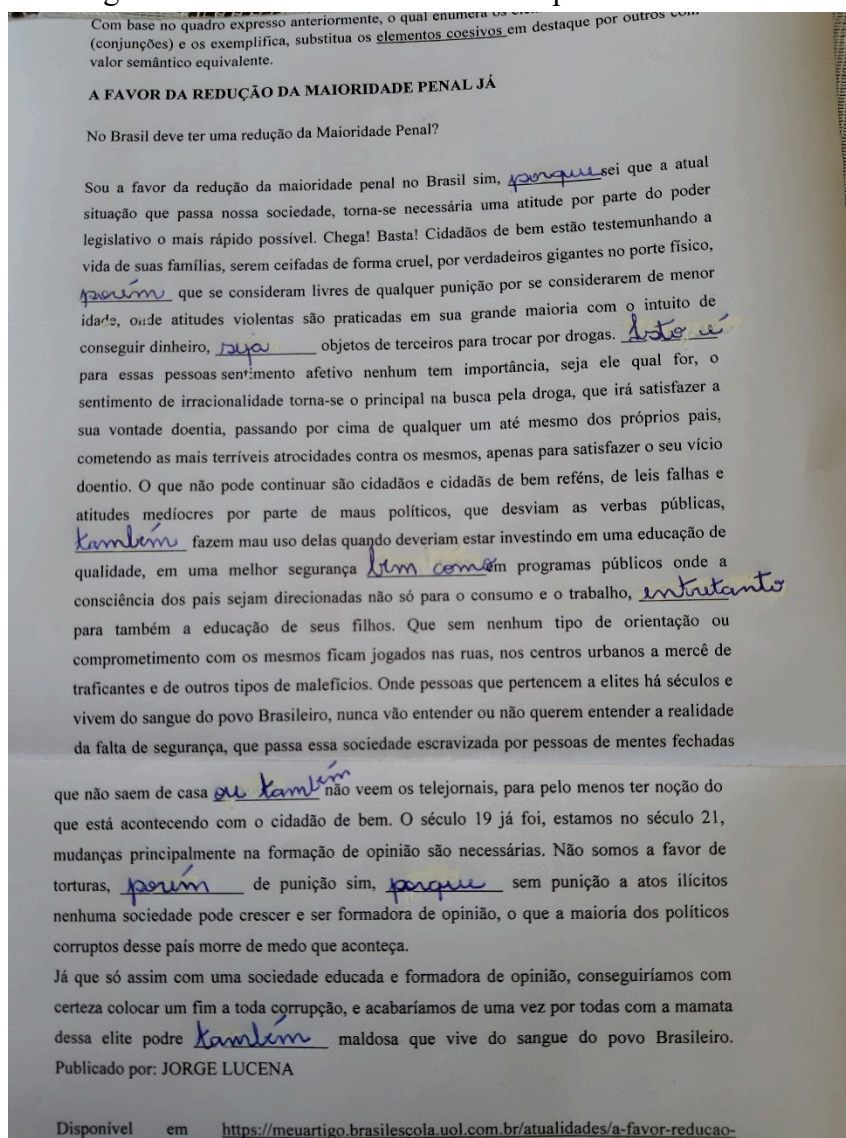 Com base no quadro expresso anteriormente, o qual enumera os
(conjunções) e os exemplifica, substitua os elementos coesivos em destaque por outros com
valor semântico equivalente.
A FAVOR DA REDUÇÃO DA MAIORIDADE PENAL JÁ
No Brasil deve ter uma redução da Maioridade Penal?
Sou a favor da redução da maioridade penal no Brasil sim, porque sei que a atual
situação que passa nossa sociedade, torna-se necessária uma atitude por parte do poder
legislativo o mais rápido possível. Chega! Basta! Cidadãos de bem estão testemunhando a
vida de suas famílias, serem ceifadas de forma cruel, por verdadeiros gigantes no porte físico,
porém que se consideram livres de qualquer punição por se considerarem de menor
idade, onde atitudes violentas são praticadas em sua grande maioria com o intuito de
conseguir dinheiro, seja objetos de terceiros para trocar por drogas. Isto é
para essas pessoas sentimento afetivo nenhum tem importância, seja ele qual for, o
sentimento de irracionalidade torna-se o principal na busca pela droga, que irá satisfazer a
sua vontade doentia, passando por cima de qualquer um até mesmo dos próprios pais,
cometendo as mais terríveis atrocidades contra os mesmos, apenas para satisfazer o seu vício
doentio. O que não pode continuar são cidadãos e cidadãs de bem reféns, de leis falhas e
atitudes medíocres por parte de maus políticos, que desviam as verbas públicas,
também fazem mau uso delas quando deveriam estar investindo em uma educação de
qualidade, em uma melhor segurança bem como em programas públicos onde a
consciência dos pais sejam direcionadas não só para o consumo e o trabalho, entretanto
para também a educação de seus filhos. Que sem nenhum tipo de orientação ou
comprometimento com os mesmos ficam jogados nas ruas, nos centros urbanos a mercê de
traficantes e de outros tipos de malefícios. Onde pessoas que pertencem a elites há séculos e
vivem do sangue do povo Brasileiro, nunca vão entender ou não querem entender a realidade
da falta de segurança, que passa essa sociedade escravizada por pessoas de mentes fechadas
que não saem de casa ou também não veem os telejornais, para pelo menos ter noção do
que está acontecendo com o cidadão de bem. O século 19 já foi, estamos no século 21,
mudanças principalmente na formação de opinião são necessárias. Não somos a favor de
torturas, porém de punição sim, porque sem punição a atos ilícitos
nenhuma sociedade pode crescer e ser formadora de opinião, o que a maioria dos políticos
corruptos desse país morre de medo que aconteça.
Já que só assim com uma sociedade educada e formadora de opinião, conseguiríamos com
certeza colocar um fim a toda corrupção, e acabaríamos de uma vez por todas com a mamata
dessa elite podre também maldosa que vive do sangue do povo Brasileiro.
Publicado por: JORGE LUCENA
Disponível em https://meuartigo.brasilescola.uol.com.br/atualidades/a-favor-reducao-